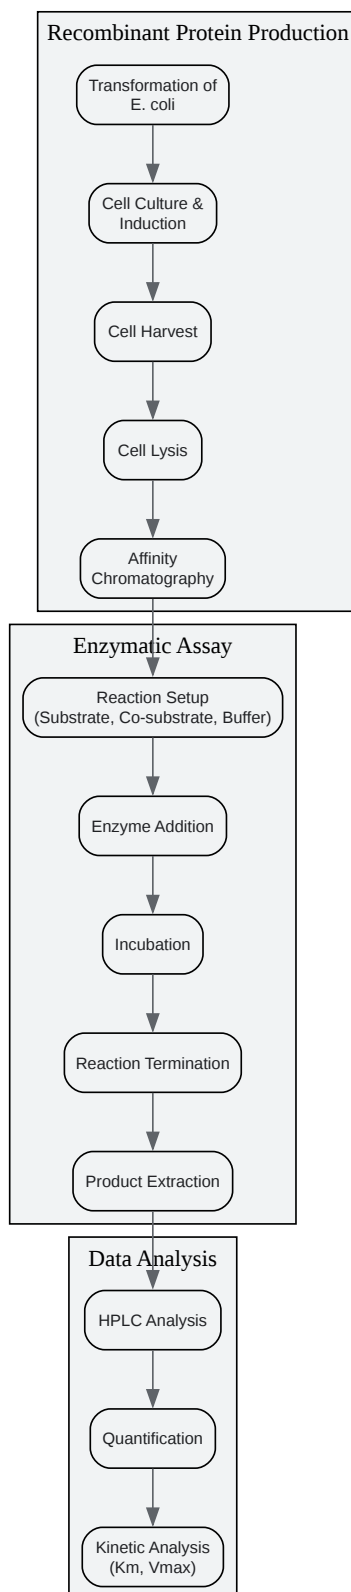 Recombinant Protein Production
Transformation of
E. coli
Cell Culture &
Induction
Cell Harvest
Cell Lysis
Affinity
Chromatography
Enzymatic Assay
Reaction Setup
(Substrate, Co-substrate, Buffer)
Enzyme Addition
Incubation
Reaction Termination
Product Extraction
Data Analysis
HPLC Analysis
Quantification
Kinetic Analysis
(Km, Vmax)